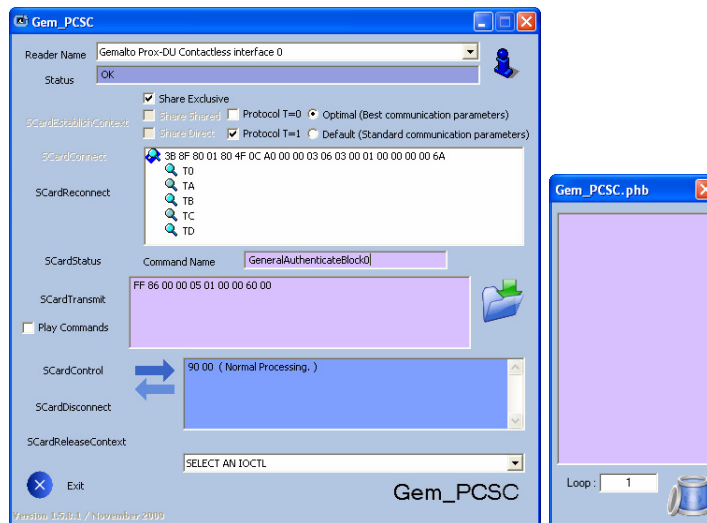 Gem_PCSC
Reader Name Gemalto Prox-DU Contactless interface 0
Status OK
Share Exclusive
SCardEstablishContext Share Shared Protocol T=0 Optimal (Best communication parameters)
Share Direct Protocol T=1 Default (Standard communication parameters)
SCardConnect 3B 8F 80 01 80 4F 0C A0 00 00 03 06 03 00 01 00 00 00 00 6A
T0
TA
SCardReconnect TB
TC
TD
Gem_PCSC.phb
SCardStatus Command Name GeneralAuthenticateBlock0
FF 86 00 00 05 01 00 00 60 00
SCardTransmit
Play Commands
SCardControl 90 00 ( Normal Processing. )
SCardDisconnect
SCardReleaseContext
SELECT AN IOCTL
Exit Gem_PCSC
Loop : 1
Version 1.5.8.1 / November 2009